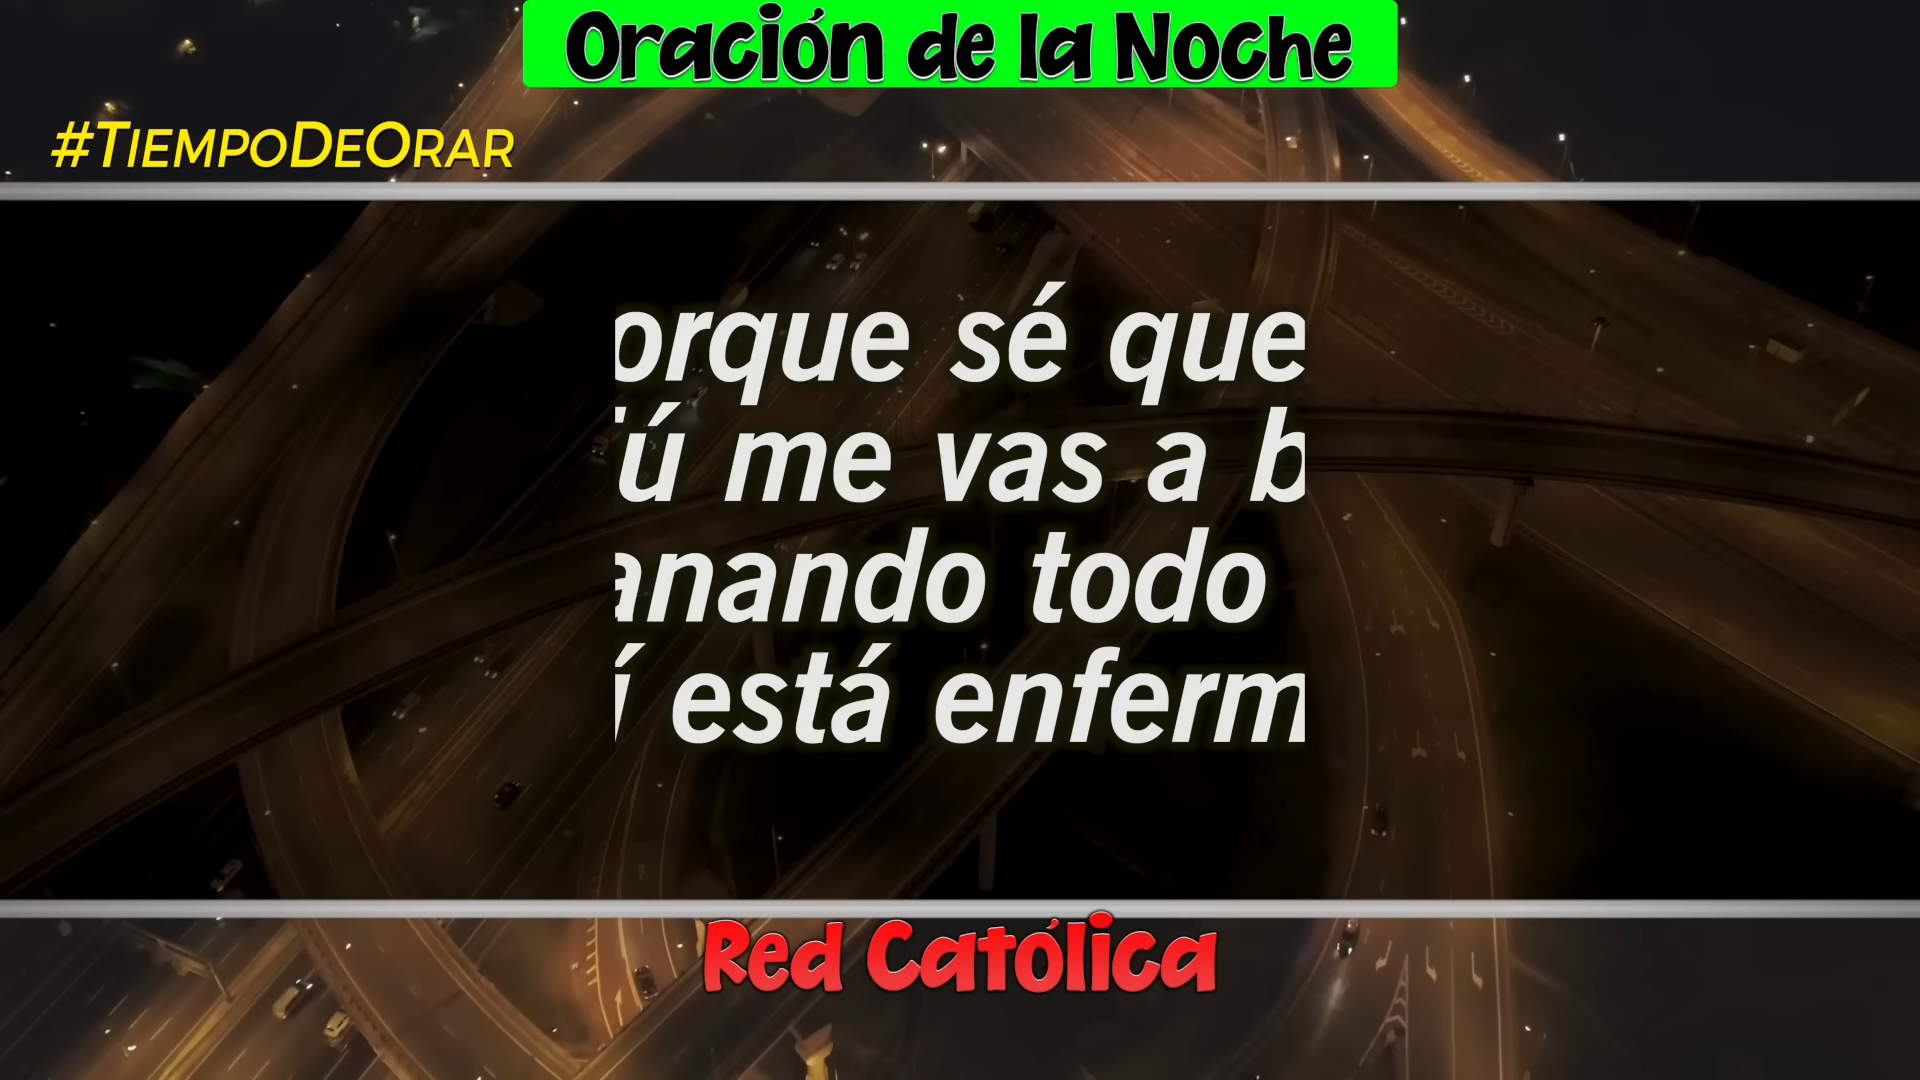 Oración de la Noche
#TiempoDeOrar
orque sé que
ú me vas a b
anando todo
í está enferm
Red Católica